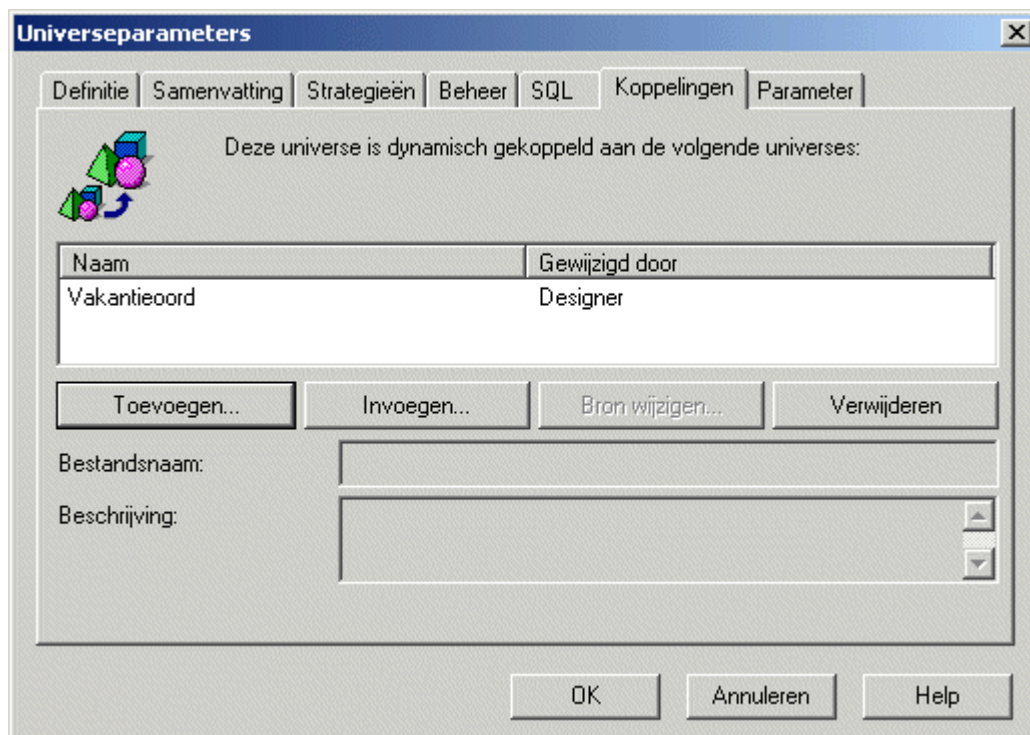 Universeparameters
Definitie Samenvatting Strategieën Beheer SQL Koppelingen Parameter
Deze universe is dynamisch gekoppeld aan de volgende universes:
Naam Gewijzigd door
Vakantieoord Designer
Toevoegen... Invoegen... Bron wijzigen... Verwijderen
Bestandsnaam:
Beschrijving:
OK Annuleren Help